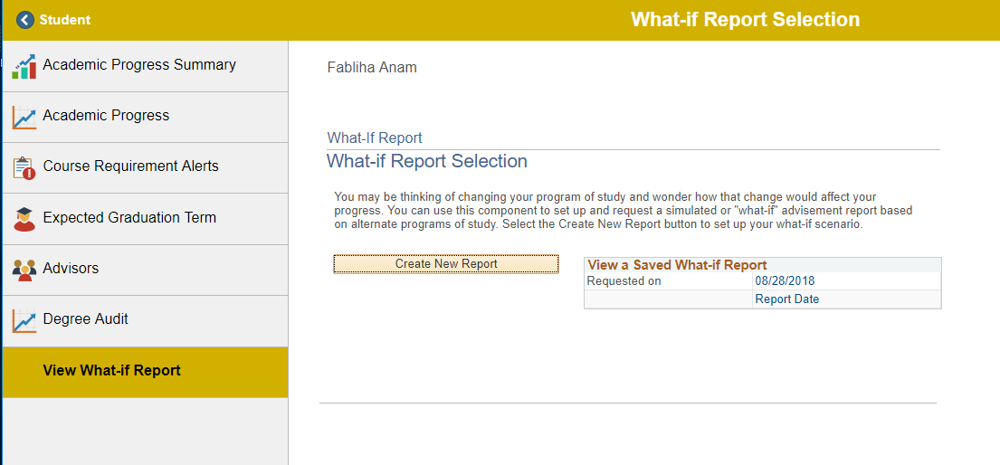 Student
What-if Report Selection
Academic Progress Summary
Academic Progress
Course Requirement Alerts
Expected Graduation Term
Advisors
Degree Audit
View What-if Report
Fabliha Anam
What-If Report
What-if Report Selection
You may be thinking of changing your program of study and wonder how that change would affect your
progress. You can use this component to set up and request a simulated or "what-if" advisement report based
on alternate programs of study. Select the Create New Report button to set up your what-if scenario.
Create New Report
View a Saved What-if Report
Requested on 08/28/2018
Report Date